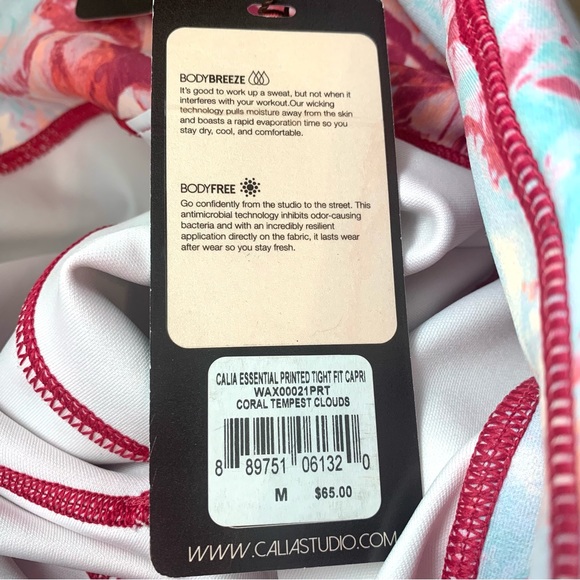 BODYBREEZE
It's good to work up a sweat, but not when it
interferes with your workout.Our wicking
technology pulls moisture away from the skin
and boasts a rapid evaporation time so you
stay dry, cool, and comfortable.
BODYFREE
Go confidently from the studio to the street. This
antimicrobial technology inhibits odor-causing
bacteria and with an incredibly resilient
application directly on the fabric, it lasts wear
after wear so you stay fresh.
CALIA ESSENTIAL PRINTED TIGHT FIT CAPRI
WAX00021PRT
CORAL TEMPEST CLOUDS
8 89751 06132 0
M $65.00
WWW.CALIASTUDIO.COM